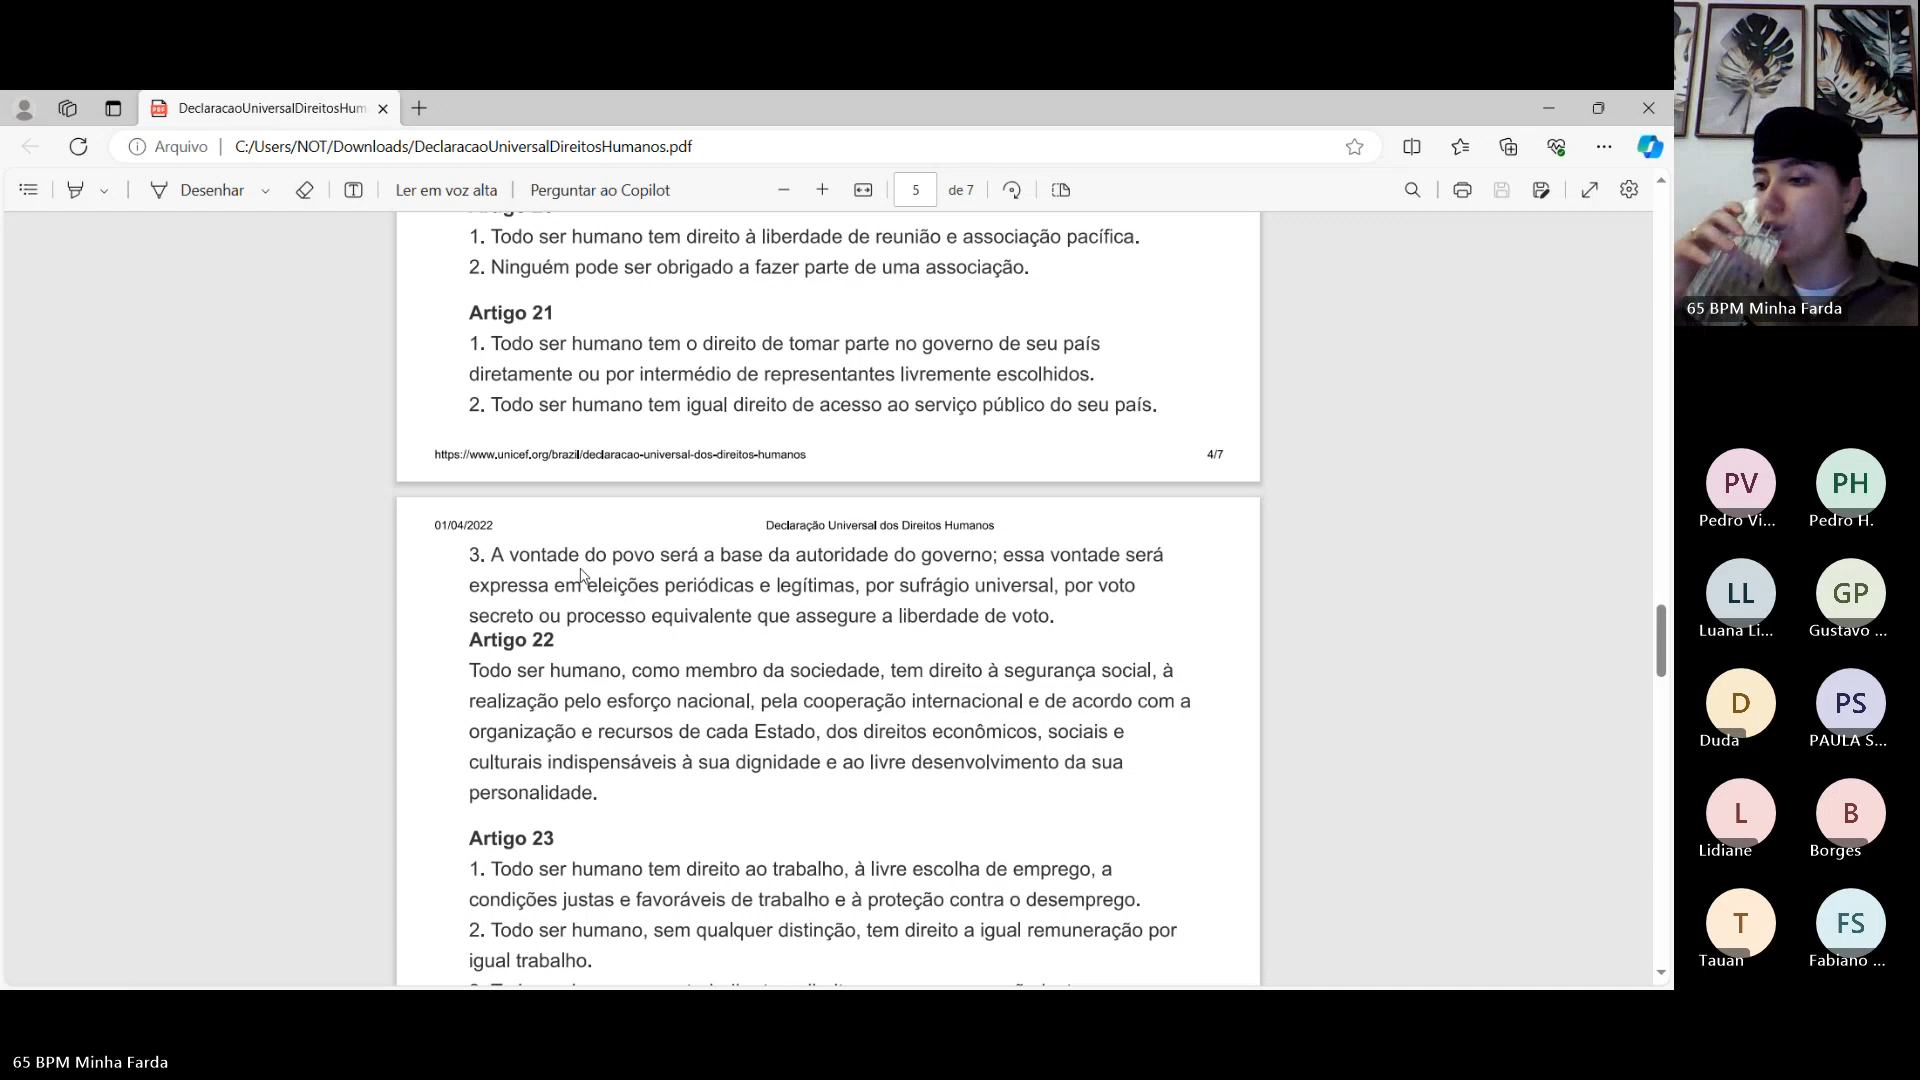 DeclaracaoUniversalDireitosHum
Arquivo
C:/Users/NOT/Downloads/DeclaracaoUniversalDireitosHumanos.pdf
Desenhar
Ler em voz alta
Perguntar ao Copilot
5
de 7
1. Todo ser humano tem direito à liberdade de reunião e associação pacífica.
2. Ninguém pode ser obrigado a fazer parte de uma associação.
Artigo 21
1. Todo ser humano tem o direito de tomar parte no governo de seu país
diretamente ou por intermédio de representantes livremente escolhidos.
2. Todo ser humano tem igual direito de acesso ao serviço público do seu país.
https://www.unicef.org/brazil/declaracao-universal-dos-direitos-humanos
4/7
01/04/2022
Declaração Universal dos Direitos Humanos
3. A vontade do povo será a base da autoridade do governo; essa vontade será
expressa em eleições periódicas e legítimas, por sufrágio universal, por voto
secreto ou processo equivalente que assegure a liberdade de voto.
Artigo 22
Todo ser humano, como membro da sociedade, tem direito à segurança social, à
realização pelo esforço nacional, pela cooperação internacional e de acordo com a
organização e recursos de cada Estado, dos direitos econômicos, sociais e
culturais indispensáveis à sua dignidade e ao livre desenvolvimento da sua
personalidade.
Artigo 23
1. Todo ser humano tem direito ao trabalho, à livre escolha de emprego, a
condições justas e favoráveis de trabalho e à proteção contra o desemprego.
2. Todo ser humano, sem qualquer distinção, tem direito a igual remuneração por
igual trabalho.
65 BPM Minha Farda
PV
Pedro Vi...
PH
Pedro H.
LL
Luana Li...
GP
Gustavo ...
D
Duda
PS
PAULA S...
L
Lidiane
B
Borges
T
Tauan
FS
Fabiano ...
65 BPM Minha Farda